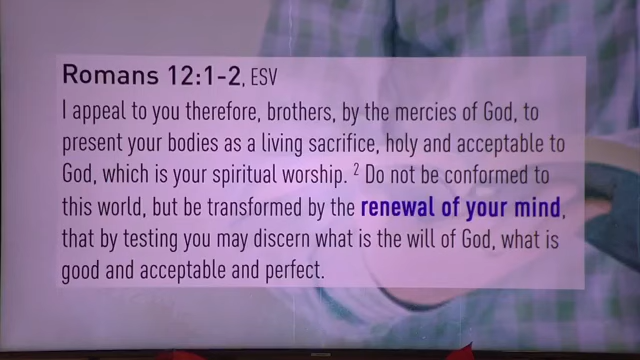 Romans 12:1-2, ESV
I appeal to you therefore, brothers, by the mercies of God, to
present your bodies as a living sacrifice, holy and acceptable to
God, which is your spiritual worship. ² Do not be conformed to
this world, but be transformed by the renewal of your mind,
that by testing you may discern what is the will of God, what is
good and acceptable and perfect.